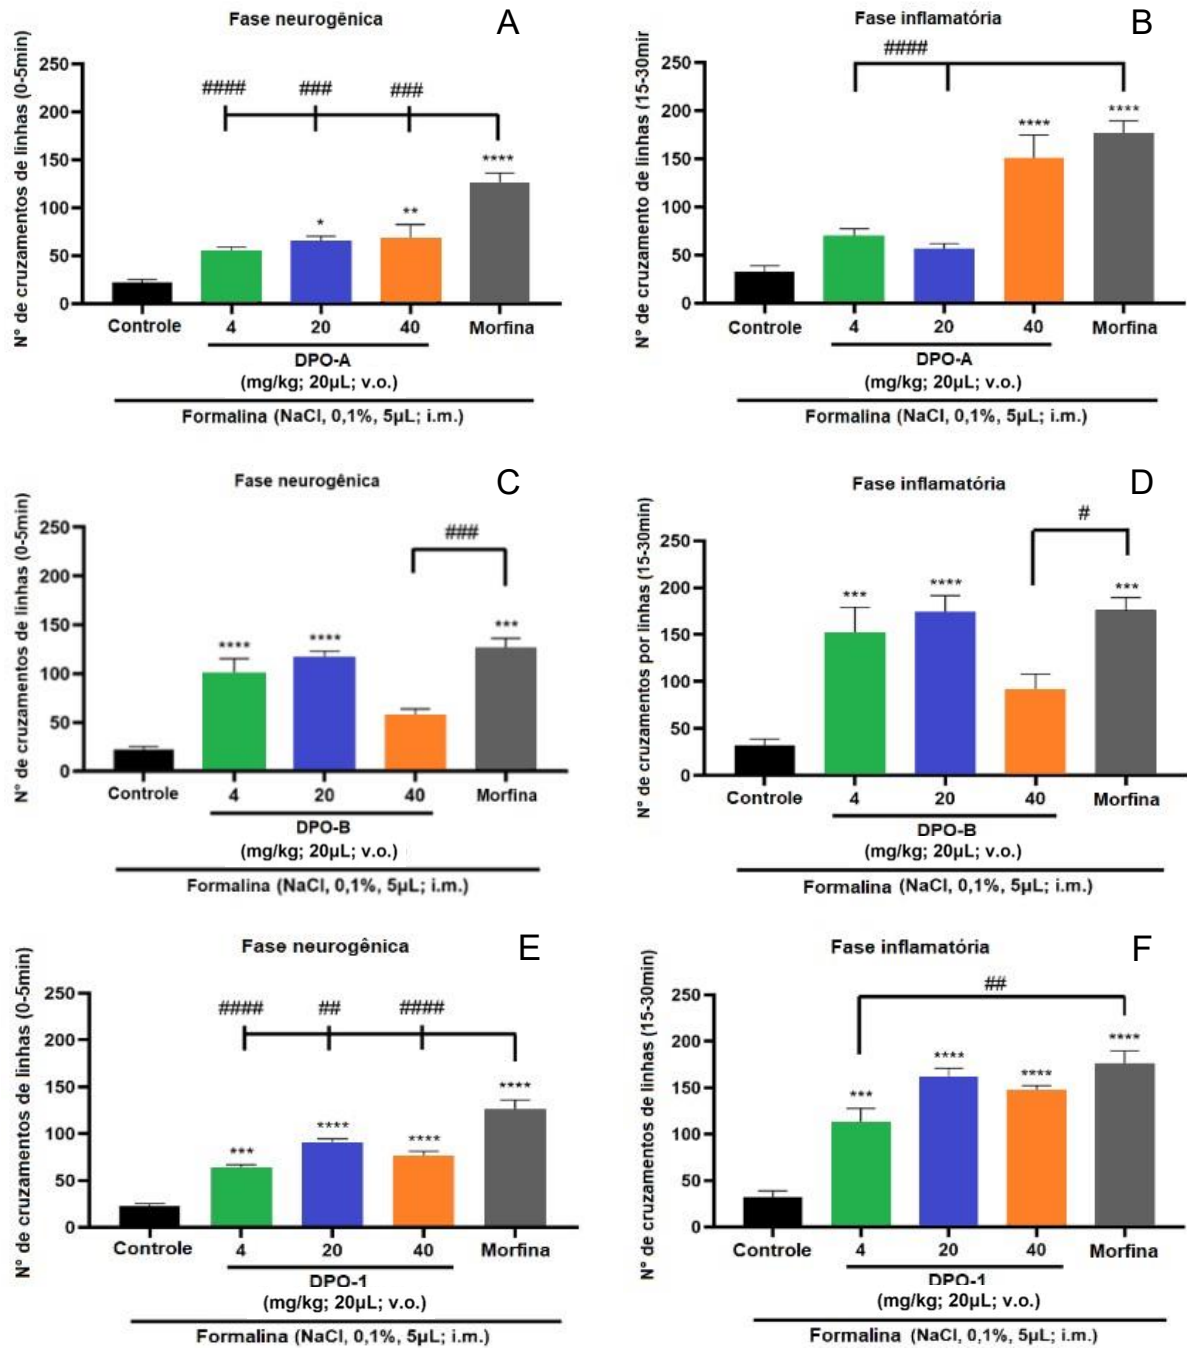 Fase neurogênica
A
N° de cruzamentos de linhas (0-5min)
250
200
150
100
50
0
####
###
###
*
**
****
Controle
4
20
40
Morfina
DPO-A
(mg/kg; 20µL; v.o.)
Formalina (NaCl, 0,1%, 5µL; i.m.)
Fase inflamatória
B
N° de cruzamento de linhas (15-30mir
250
200
150
100
50
0
####
****
****
Controle
4
20
40
Morfina
DPO-A
(mg/kg; 20µL; v.o.)
Formalina (NaCl, 0,1%, 5µL; i.m.)
Fase neurogênica
C
N° de cruzamentos de linhas (0-5min)
250
200
150
100
50
0
###
****
****
***
Controle
4
20
40
Morfina
DPO-B
(mg/kg; 20µL; v.o.)
Formalina (NaCl, 0,1%, 5µL; i.m.)
Fase inflamatória
D
N° de cruzamentos por linhas (15-30min)
250
200
150
100
50
0
#
***
****
***
Controle
4
20
40
Morfina
DPO-B
(mg/kg; 20µL; v.o.)
Formalina (NaCl, 0,1%, 5µL; i.m.)
Fase neurogênica
E
N° de cruzamentos de linhas (0-5min)
250
200
150
100
50
0
####
##
####
***
****
****
****
Controle
4
20
40
Morfina
DPO-1
(mg/kg; 20µL; v.o.)
Formalina (NaCl, 0,1%, 5µL; i.m.)
Fase inflamatória
F
N° de cruzamentos de linhas (15-30min)
250
200
150
100
50
0
##
***
****
****
****
Controle
4
20
40
Morfina
DPO-1
(mg/kg; 20µL; v.o.)
Formalina (NaCl, 0,1%, 5µL; i.m.)